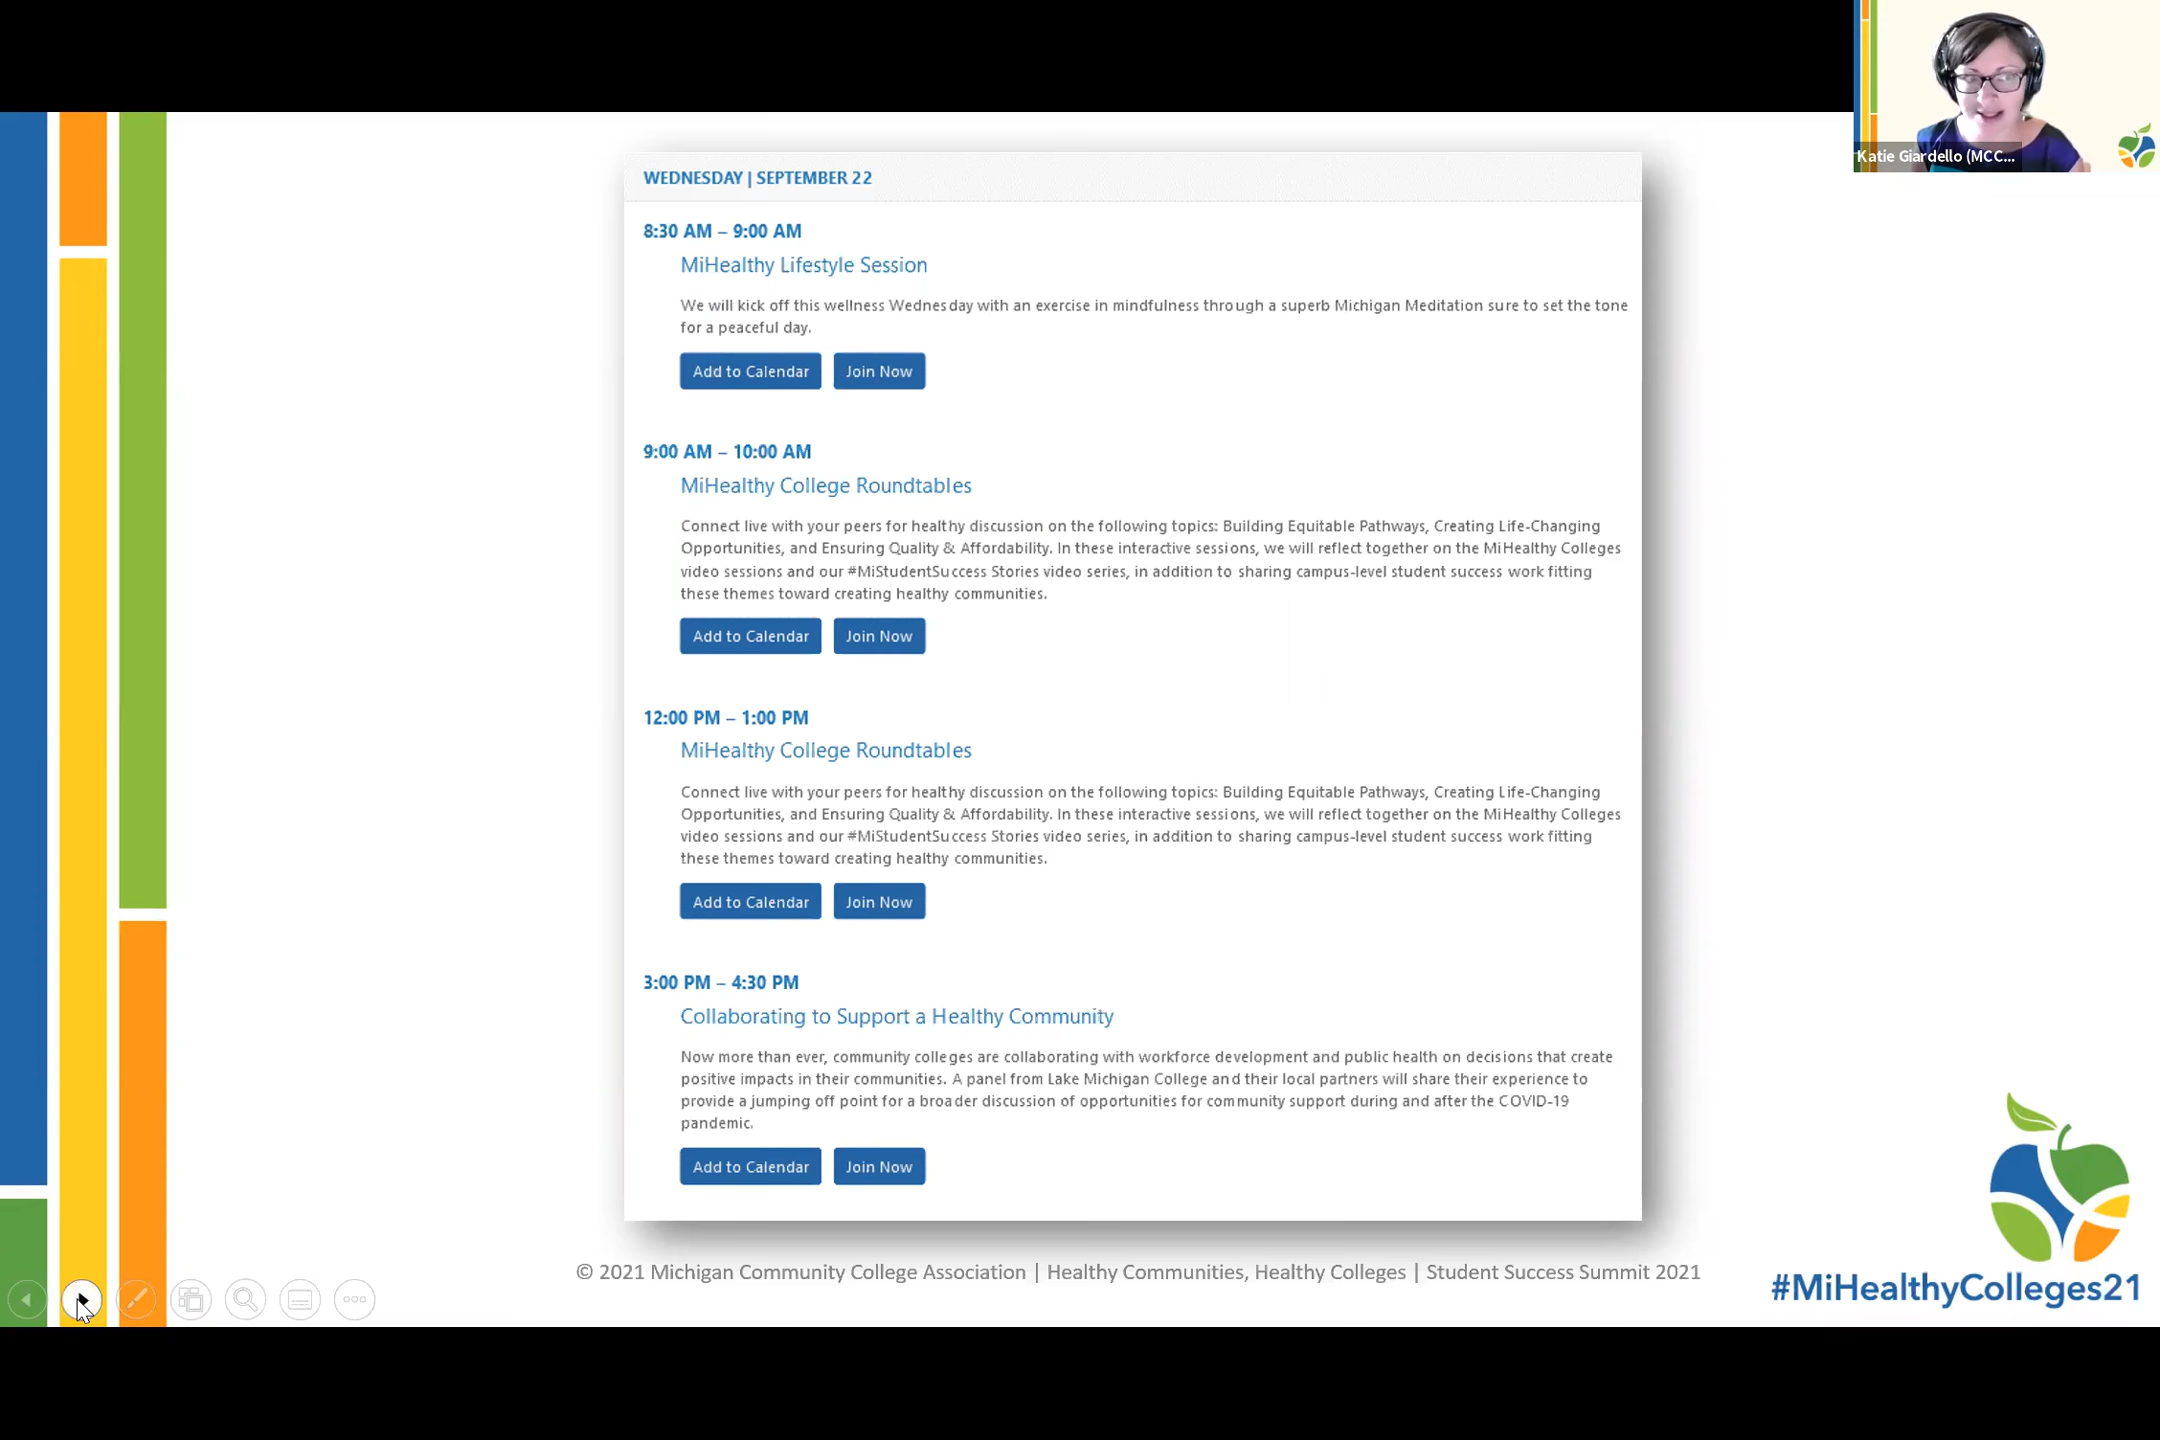 Katie Giardello (MCC...
WEDNESDAY | SEPTEMBER 22
8:30 AM – 9:00 AM
MiHealthy Lifestyle Session
We will kick off this wellness Wednesday with an exercise in mindfulness through a superb Michigan Meditation sure to set the tone
for a peaceful day.
Add to Calendar Join Now
9:00 AM – 10:00 AM
MiHealthy College Roundtables
Connect live with your peers for healthy discussion on the following topics: Building Equitable Pathways, Creating Life-Changing
Opportunities, and Ensuring Quality & Affordability. In these interactive sessions, we will reflect together on the MiHealthy Colleges
video sessions and our #MiStudentSuccess Stories video series, in addition to sharing campus-level student success work fitting
these themes toward creating healthy communities.
Add to Calendar Join Now
12:00 PM – 1:00 PM
MiHealthy College Roundtables
Connect live with your peers for healthy discussion on the following topics: Building Equitable Pathways, Creating Life-Changing
Opportunities, and Ensuring Quality & Affordability. In these interactive sessions, we will reflect together on the MiHealthy Colleges
video sessions and our #MiStudentSuccess Stories video series, in addition to sharing campus-level student success work fitting
these themes toward creating healthy communities.
Add to Calendar Join Now
3:00 PM – 4:30 PM
Collaborating to Support a Healthy Community
Now more than ever, community colleges are collaborating with workforce development and public health on decisions that create
positive impacts in their communities. A panel from Lake Michigan College and their local partners will share their experience to
provide a jumping off point for a broader discussion of opportunities for community support during and after the COVID-19
pandemic.
Add to Calendar Join Now
© 2021 Michigan Community College Association | Healthy Communities, Healthy Colleges | Student Success Summit 2021
#MiHealthyColleges21